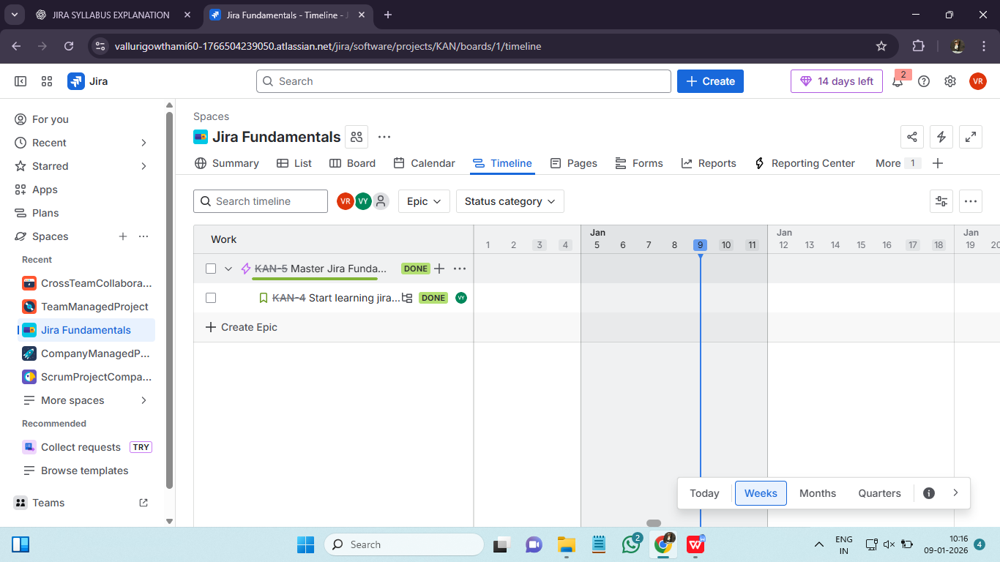 JIRA SYLLABUS EXPLANATION
Jira Fundamentals - Timeline - J
vallurigowthami60-1766504239050.atlassian.net/jira/software/projects/KAN/boards/1/timeline
Jira
Search
Create
14 days left
2
VR
For you
Recent
Starred
Apps
Plans
Spaces
Recent
CrossTeamCollabora...
TeamManagedProject
Jira Fundamentals
CompanyManagedP...
ScrumProjectCompa...
More spaces
Recommended
Collect requests TRY
Browse templates
Teams
Spaces
Jira Fundamentals
Summary List Board Calendar Timeline Pages Forms Reports Reporting Center More 1
Search timeline
VR VY
Epic
Status category
Work
Jan Jan Jan
1 2 3 4 5 6 7 8 9 10 11 12 13 14 15 16 17 18 19 20
KAN-5 Master Jira Funda... DONE
KAN-4 Start learning jira... DONE VY
Create Epic
Today Weeks Months Quarters
Search
2
ENG
IN
10:16
09-01-2026
4